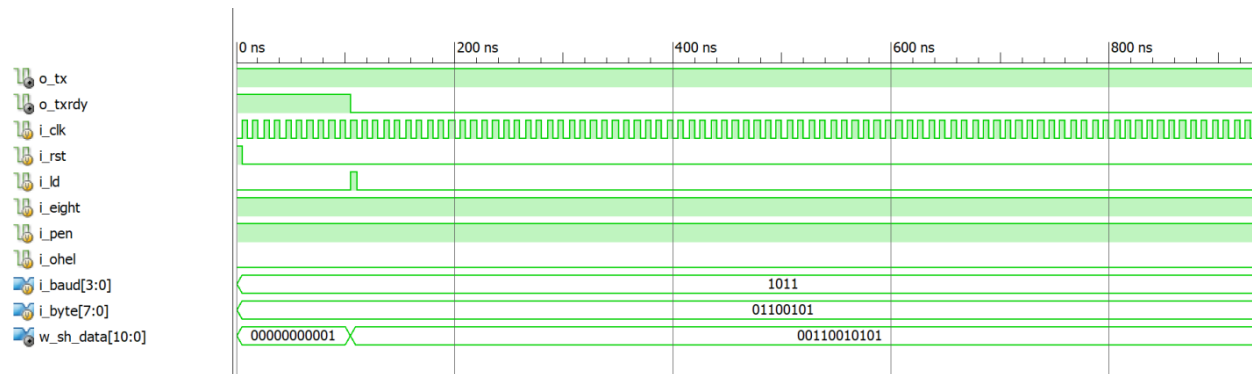 0 ns 200 ns 400 ns 600 ns 800 ns
o_tx
o_txrdy
i_clk
i_rst
i_ld
i_eight
i_pen
i_ohel
i_baud[3:0] 1011
i_byte[7:0] 01100101
w_sh_data[10:0] 00000000001 00110010101